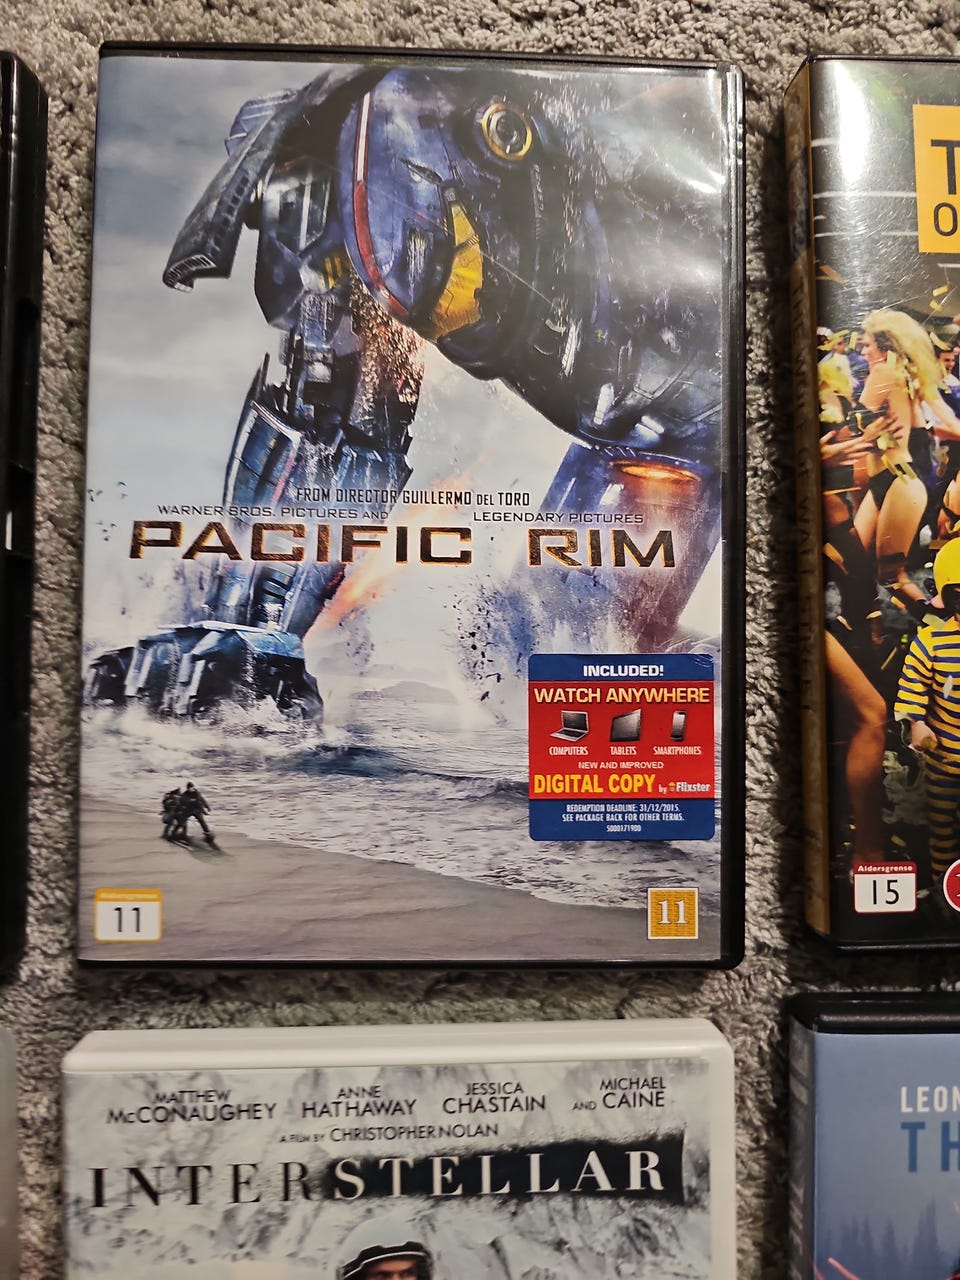 FROM DIRECTOR GUILLERMO DEL TORO
WARNER BROS. PICTURES AND LEGENDARY PICTURES
PACIFIC RIM
INCLUDED!
WATCH ANYWHERE
COMPUTERS TABLETS SMARTPHONES
NEW AND IMPROVED
DIGITAL COPY by Flixster
REDEMPTION DEADLINE: 31/12/2015.
SEE PACKAGE BACK FOR OTHER TERMS.
5000171900
Aldersgrense
11
11
T
O
Aldersgrense
15
MATTHEW McCONAUGHEY
ANNE HATHAWAY
JESSICA CHASTAIN
AND MICHAEL CAINE
A FILM BY CHRISTOPHER NOLAN
INTERSTELLAR
LEON
TH